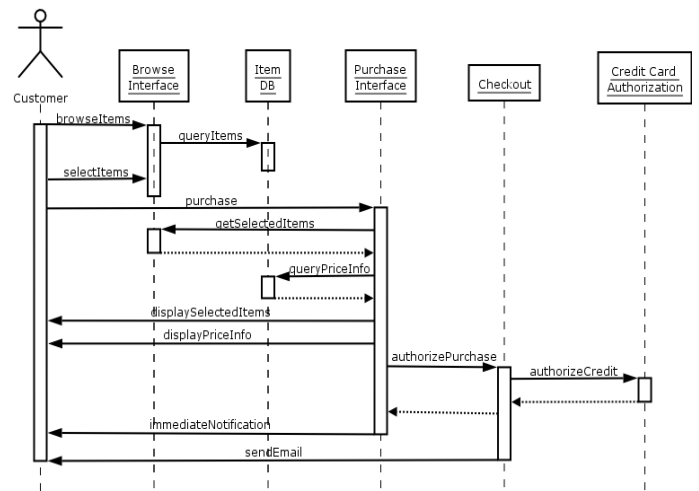 Browse
Interface
Item
DB
Purchase
Interface
Checkout
Credit Card
Authorization
Customer
browseItems
queryItems
selectItems
purchase
getSelectedItems
queryPriceInfo
displaySelectedItems
displayPriceInfo
authorizePurchase
authorizeCredit
immediateNotification
sendEmail